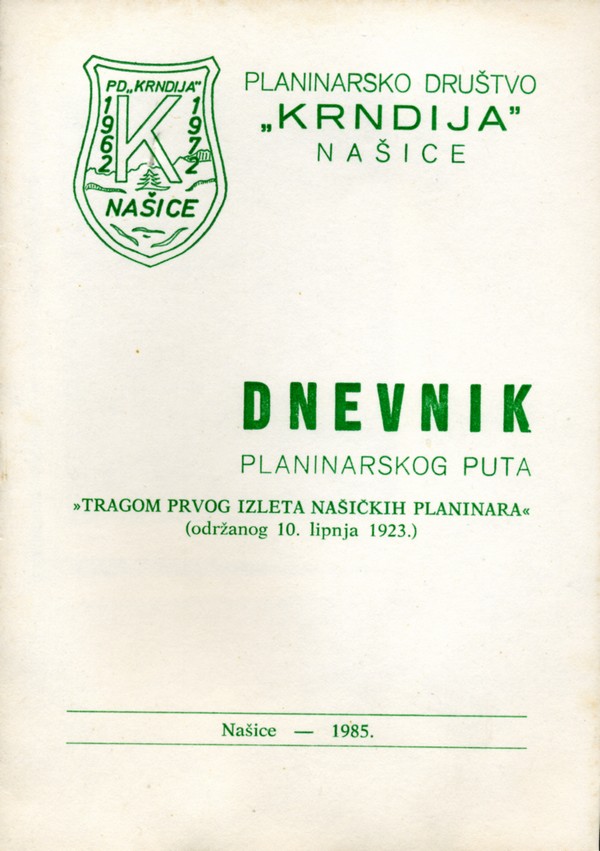 PD „KRNDIJA"
1962
K
1972
NAŠICE
PLANINARSKO DRUŠTVO
„KRNDIJA”
NAŠICE
DNEVNIK
PLANINARSKOG PUTA
»TRAGOM PRVOG IZLETA NAŠIČKIH PLANINARA«
(održanog 10. lipnja 1923.)
Našice — 1985.